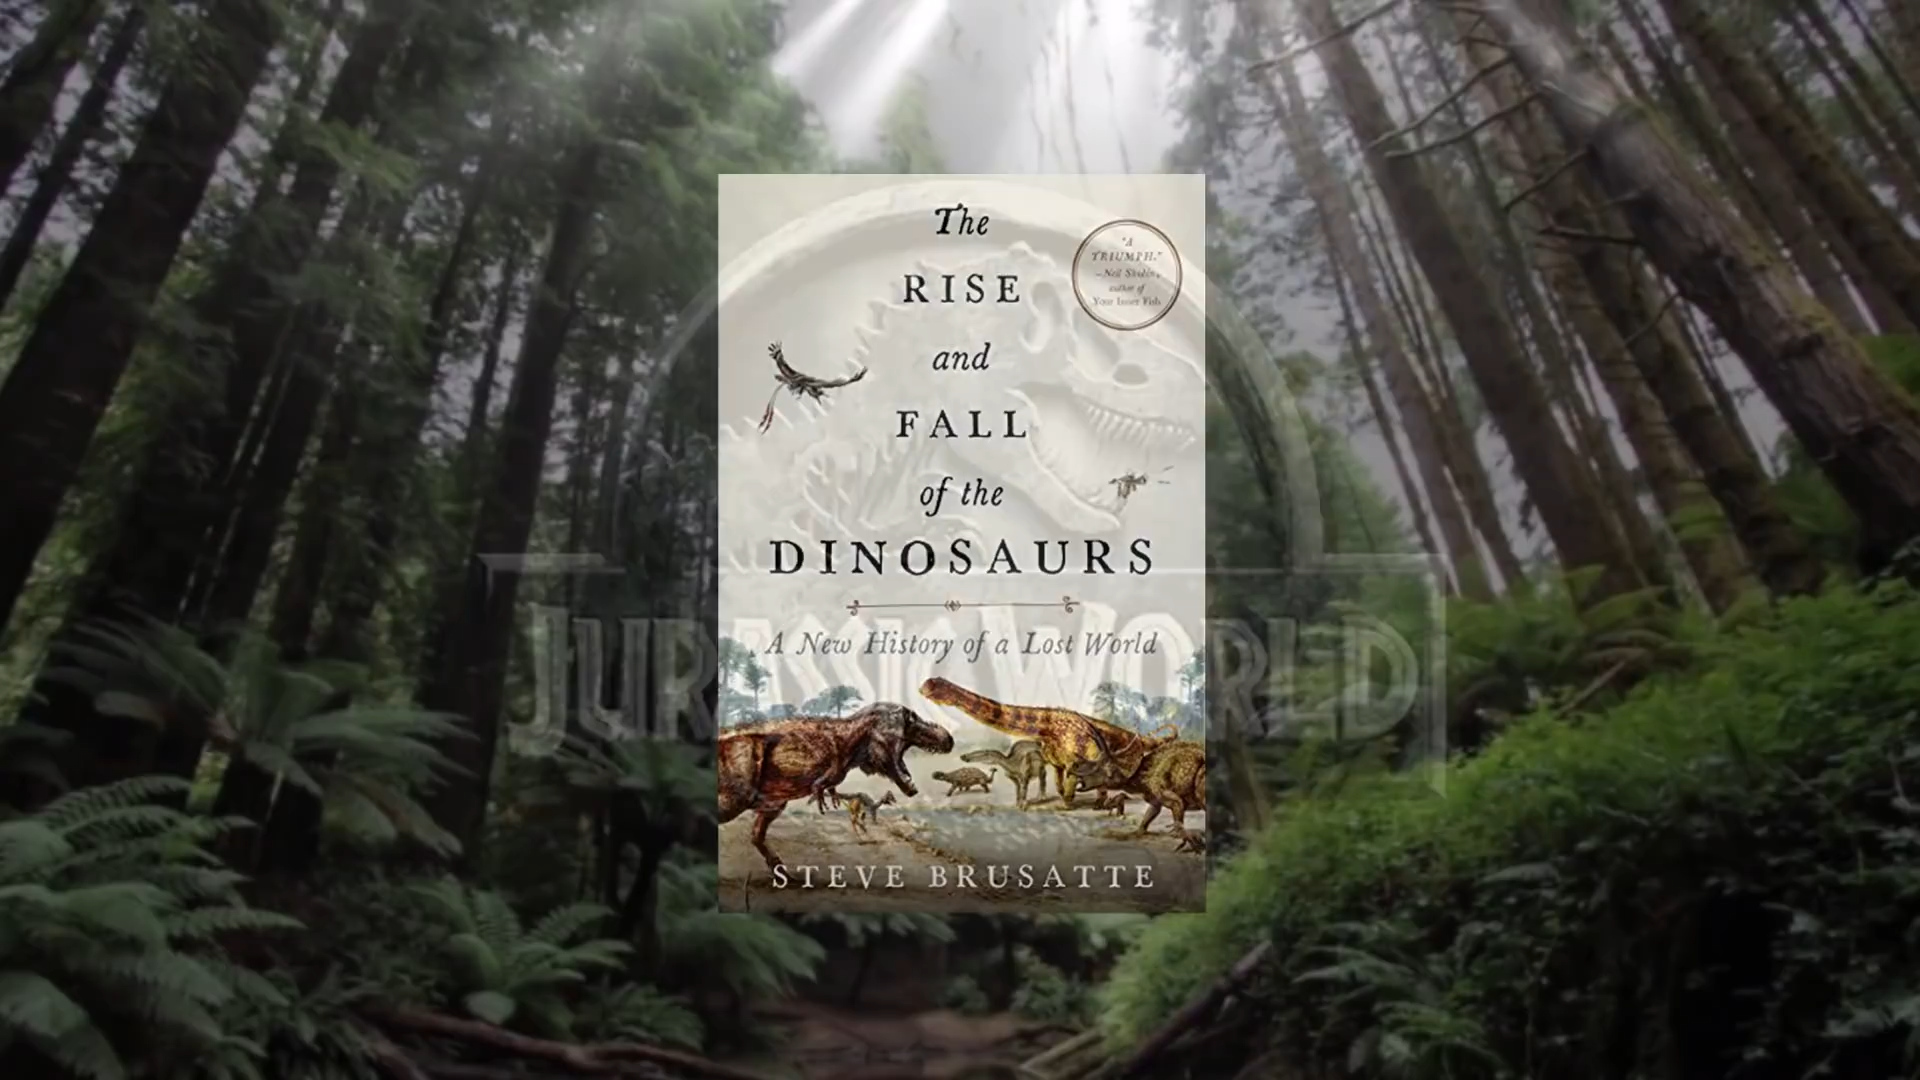 The
RISE
and
FALL
of the
DINOSAURS
A New History of a Lost World
STEVE BRUSATTE
"A
TRIUMPH."
—Neil Shubin,
author of
Your Inner Fish
JURASSIC WORLD